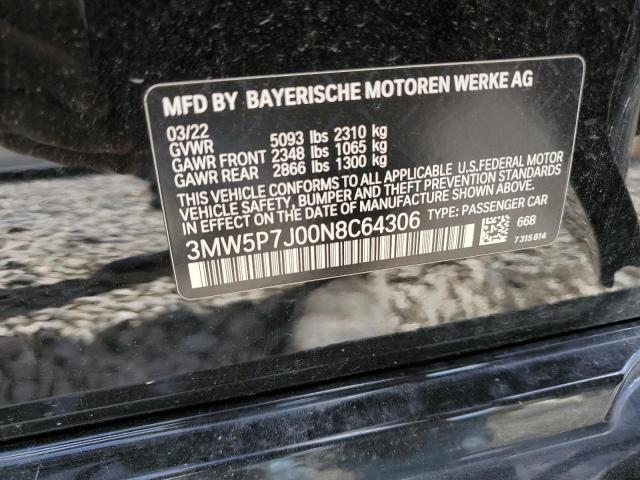 MFD BY BAYERISCHE MOTOREN WERKE AG
03/22
GVWR 5093 lbs 2310 kg
GAWR FRONT 2348 lbs 1065 kg
GAWR REAR 2866 lbs 1300 kg
THIS VEHICLE CONFORMS TO ALL APPLICABLE U.S.FEDERAL MOTOR
VEHICLE SAFETY, BUMPER, AND THEFT PREVENTION STANDARDS
IN EFFECT ON THE DATE OF MANUFACTURE SHOWN ABOVE.
3MW5P7J00N8C64306 TYPE: PASSENGER CAR
668
7 315 814